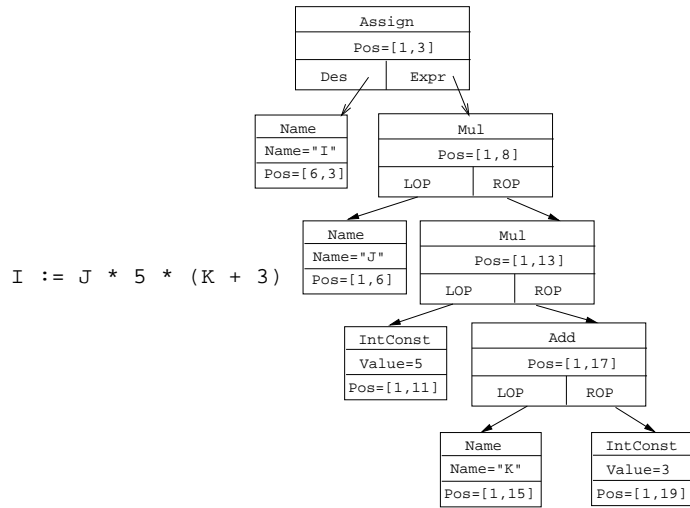 Assign
Pos=[1,3]
Des Expr
Name
Name="I"
Pos=[6,3]
Mul
Pos=[1,8]
LOP ROP
Name
Name="J"
Pos=[1,6]
Mul
Pos=[1,13]
LOP ROP
I := J * 5 * (K + 3)
IntConst
Value=5
Pos=[1,11]
Add
Pos=[1,17]
LOP ROP
Name
Name="K"
Pos=[1,15]
IntConst
Value=3
Pos=[1,19]